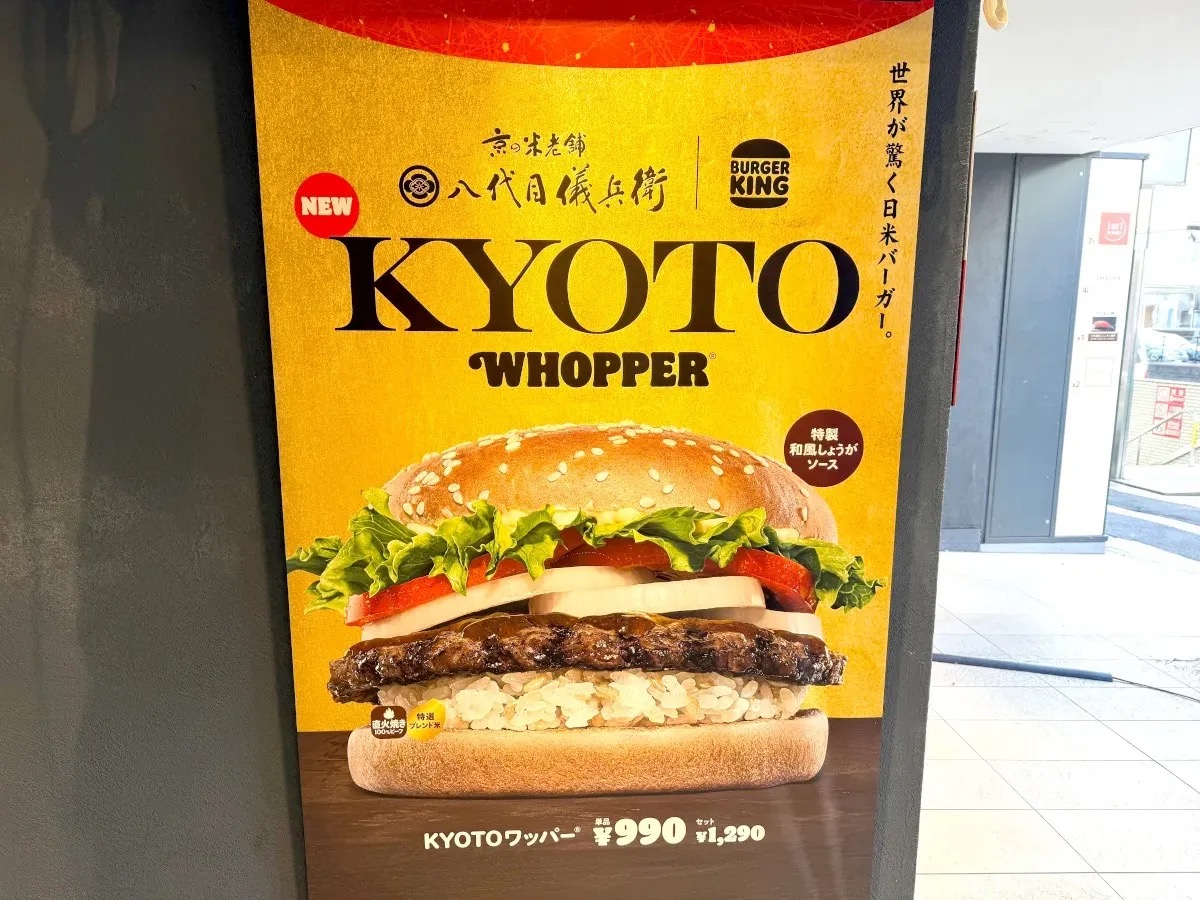 世界が驚く日米バーガー。
京の米老舗
八代目儀兵衛
BURGER
KING
NEW
KYOTO
WHOPPER®
特製
和風しょうが
ソース
直火焼き
100%ビーフ
特選
ブレンド米
KYOTOワッパー® 単品 ¥990 セット ¥1,290